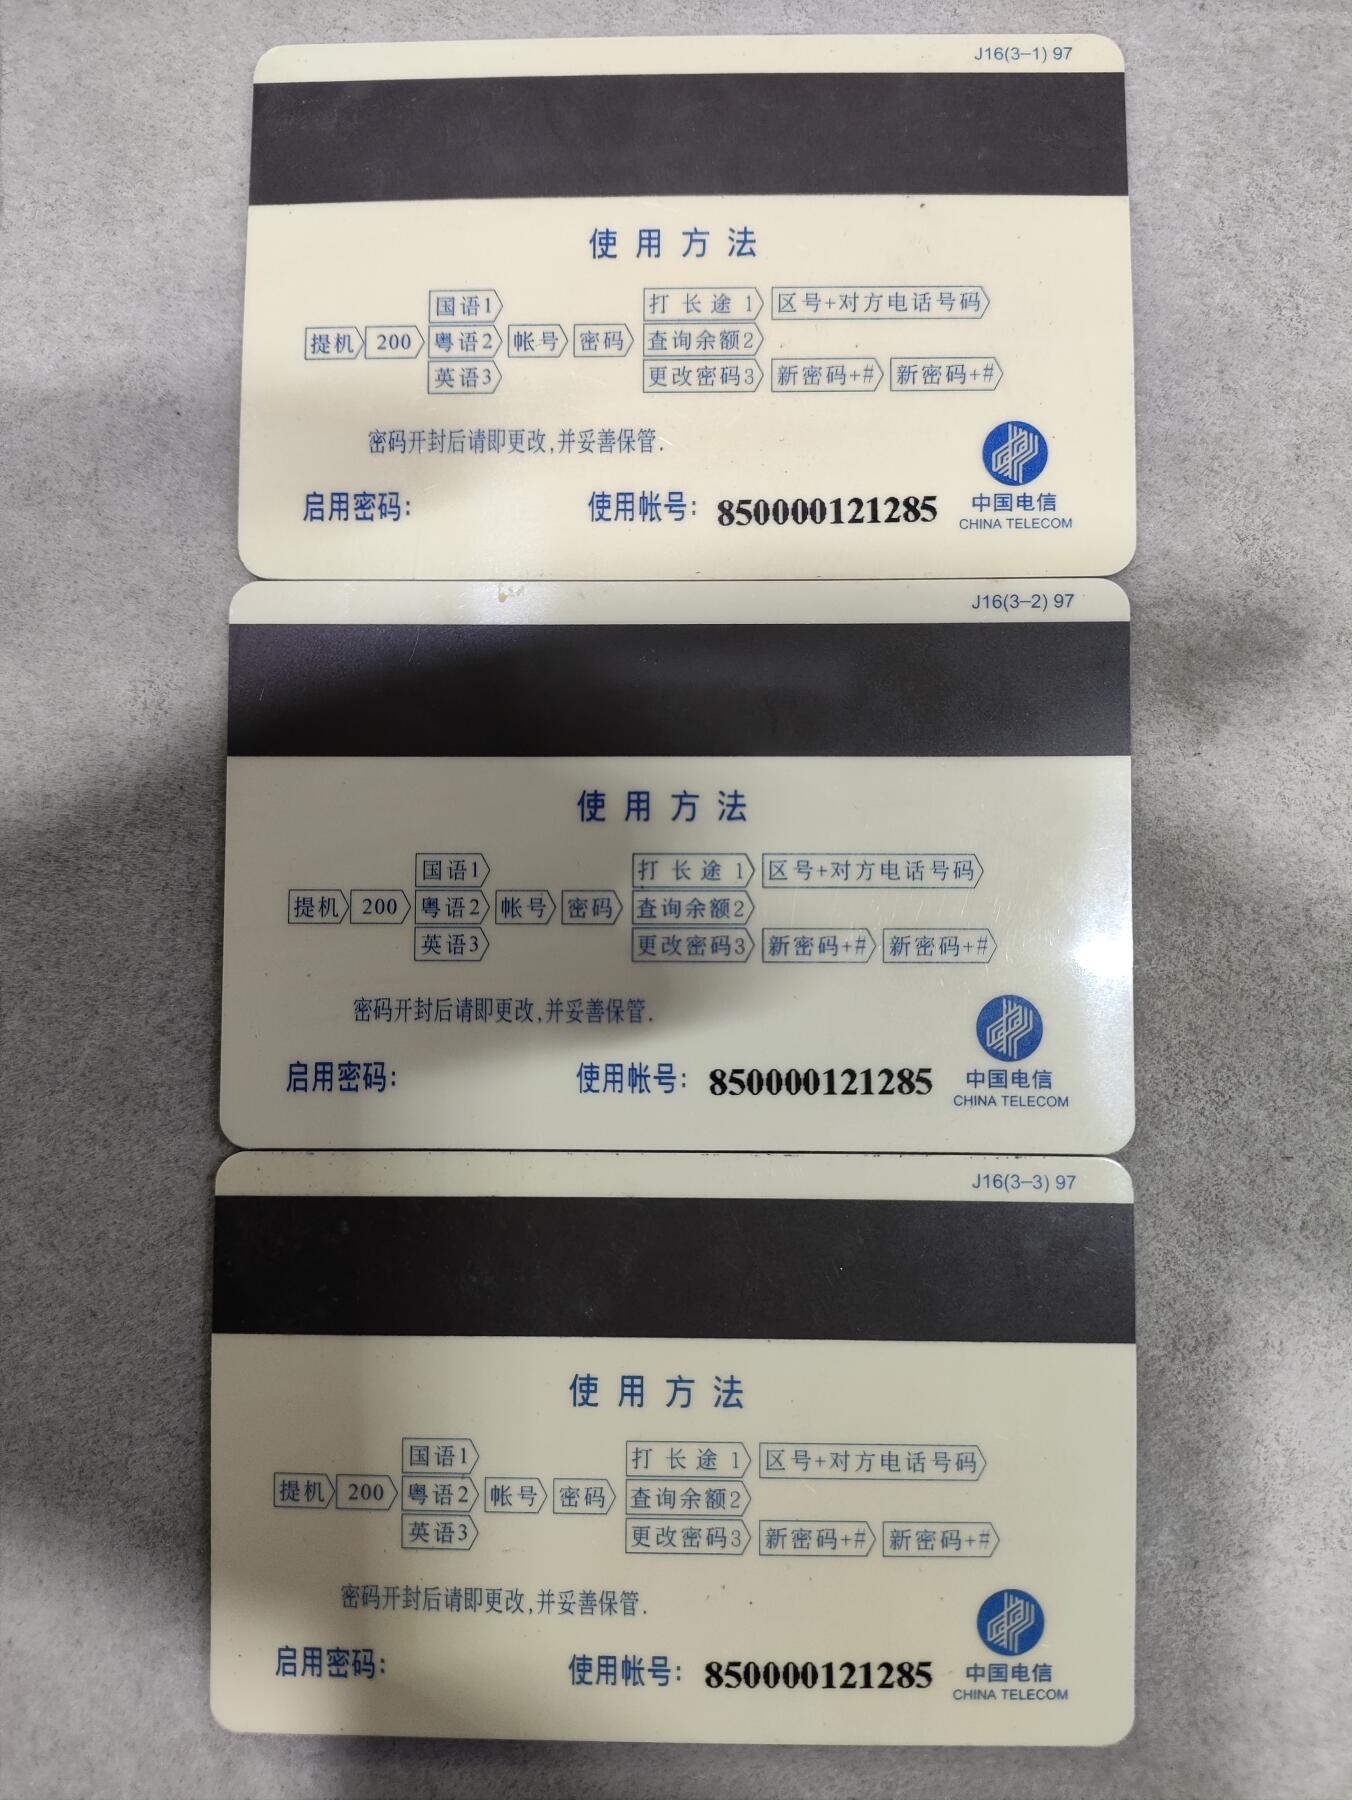 J16(3-1) 97
使用方法
国语1 打长途1 区号+对方电话号码
提机 200 粤语2 帐号 密码 查询余额2
英语3 更改密码3 新密码+# 新密码+#
密码开封后请即更改,并妥善保管.
启用密码: 使用帐号: 850000121285 中国电信
CHINA TELECOM
J16(3-2) 97
使用方法
国语1 打长途1 区号+对方电话号码
提机 200 粤语2 帐号 密码 查询余额2
英语3 更改密码3 新密码+# 新密码+#
密码开封后请即更改,并妥善保管.
启用密码: 使用帐号: 850000121285 中国电信
CHINA TELECOM
J16(3-3) 97
使用方法
国语1 打长途1 区号+对方电话号码
提机 200 粤语2 帐号 密码 查询余额2
英语3 更改密码3 新密码+# 新密码+#
密码开封后请即更改,并妥善保管.
启用密码: 使用帐号: 850000121285 中国电信
CHINA TELECOM